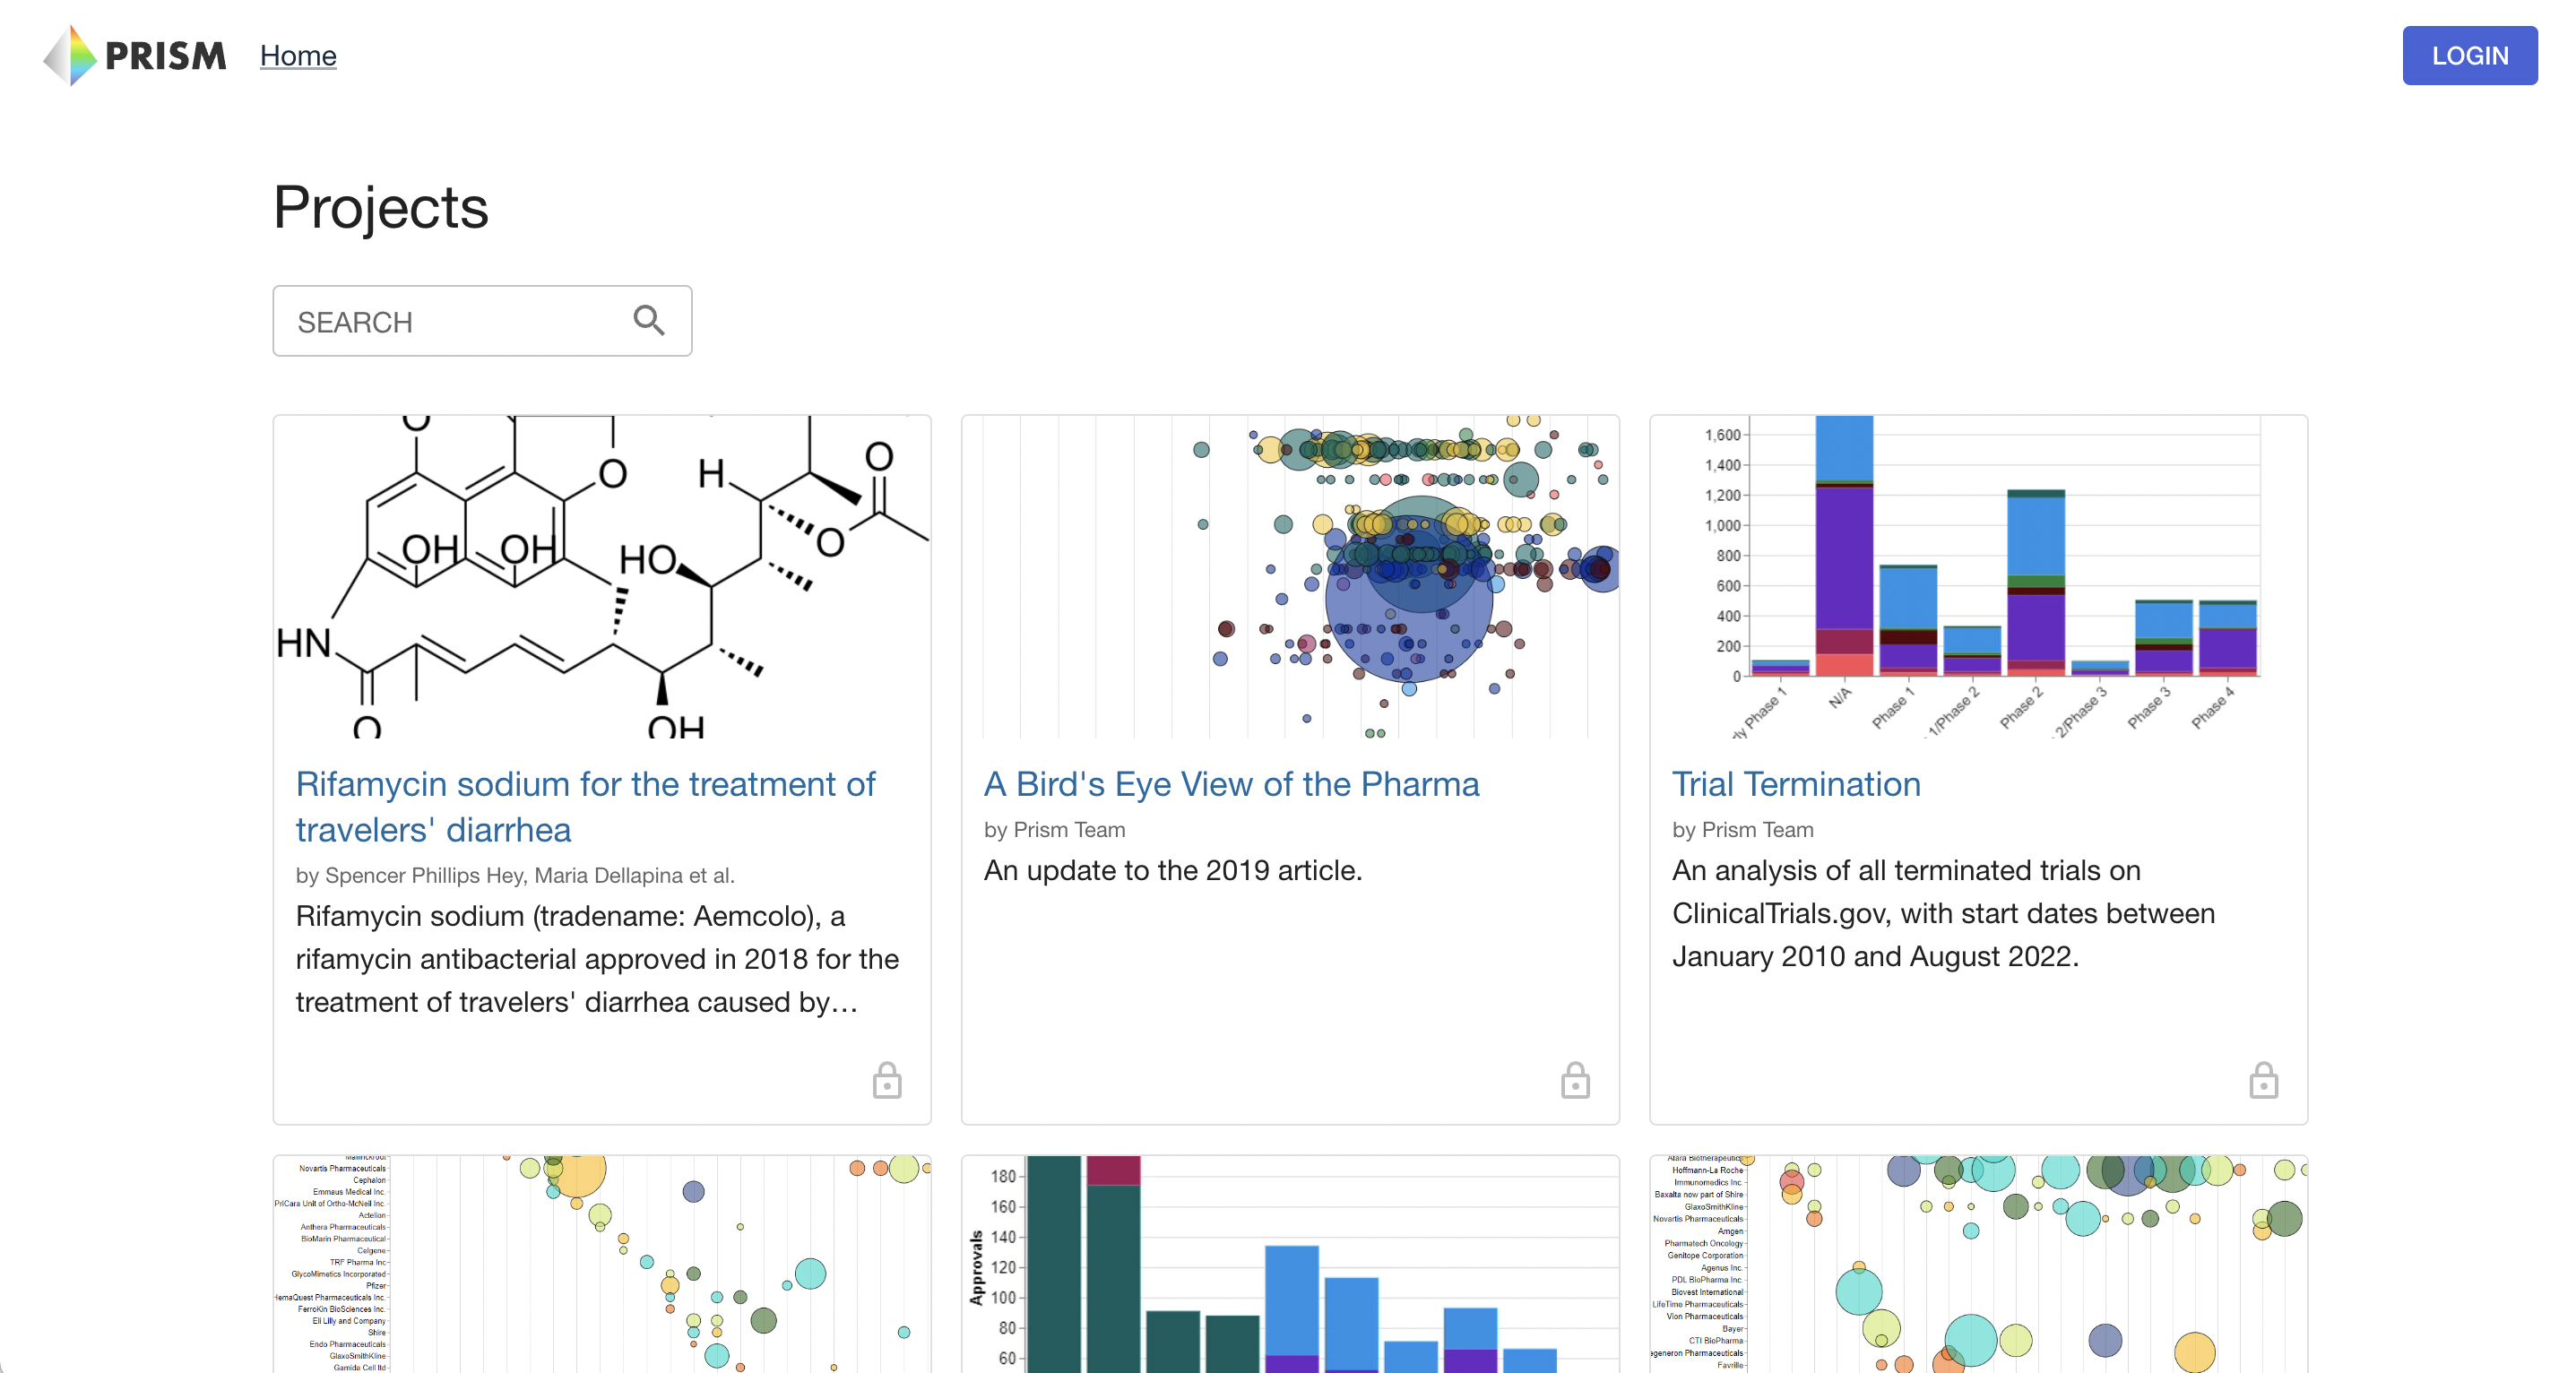 PRISM Home LOGIN
Projects
SEARCH
O
O
H
O
OH OH
HO
O
HN
O
OH
1,600
1,400
1,200
1,000
800
600
400
200
0
ly Phase 1 N/A Phase 1 1/Phase 2 Phase 2 2/Phase 3 Phase 3 Phase 4
Rifamycin sodium for the treatment of
travelers' diarrhea
by Spencer Phillips Hey, Maria Dellapina et al.
Rifamycin sodium (tradename: Aemcolo), a
rifamycin antibacterial approved in 2018 for the
treatment of travelers' diarrhea caused by…
A Bird's Eye View of the Pharma
by Prism Team
An update to the 2019 article.
Trial Termination
by Prism Team
An analysis of all terminated trials on
ClinicalTrials.gov, with start dates between
January 2010 and August 2022.
Mallinckrodt
Novartis Pharmaceuticals
Cephalon
Emmaus Medical Inc.
PriCara Unit of Ortho-McNeil Inc.
Actelion
Anthera Pharmaceuticals
BioMarin Pharmaceutical
Celgene
TRF Pharma Inc
GlycoMimetics Incorporated
Pfizer
HemaQuest Pharmaceuticals Inc.
FerroKin BioSciences Inc.
Eli Lilly and Company
Shire
Endo Pharmaceuticals
GlaxoSmithKline
Gamida Cell ltd
Approvals
180
160
140
120
100
80
60
Atara Biotherapeutics
Hoffmann-La Roche
Immunomedics Inc.
Baxalta now part of Shire
GlaxoSmithKline
Novartis Pharmaceuticals
Amgen
Pharmatech Oncology
Genitope Corporation
Agenus Inc.
PDL BioPharma Inc.
Biovest International
LifeTime Pharmaceuticals
Vion Pharmaceuticals
Bayer
CTI BioPharma
egeneron Pharmaceuticals
Favrille